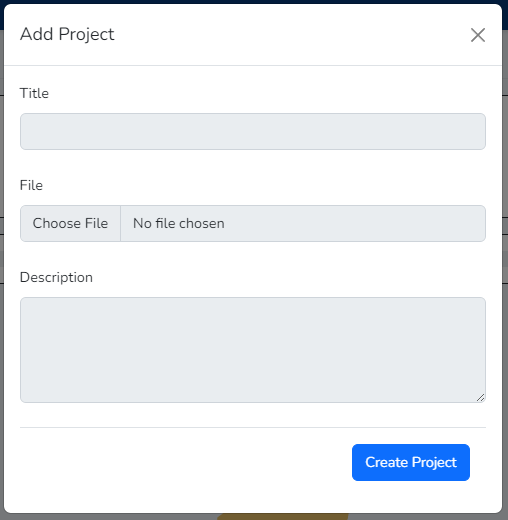 Add Project
Title
File
Choose File No file chosen
Description
Create Project